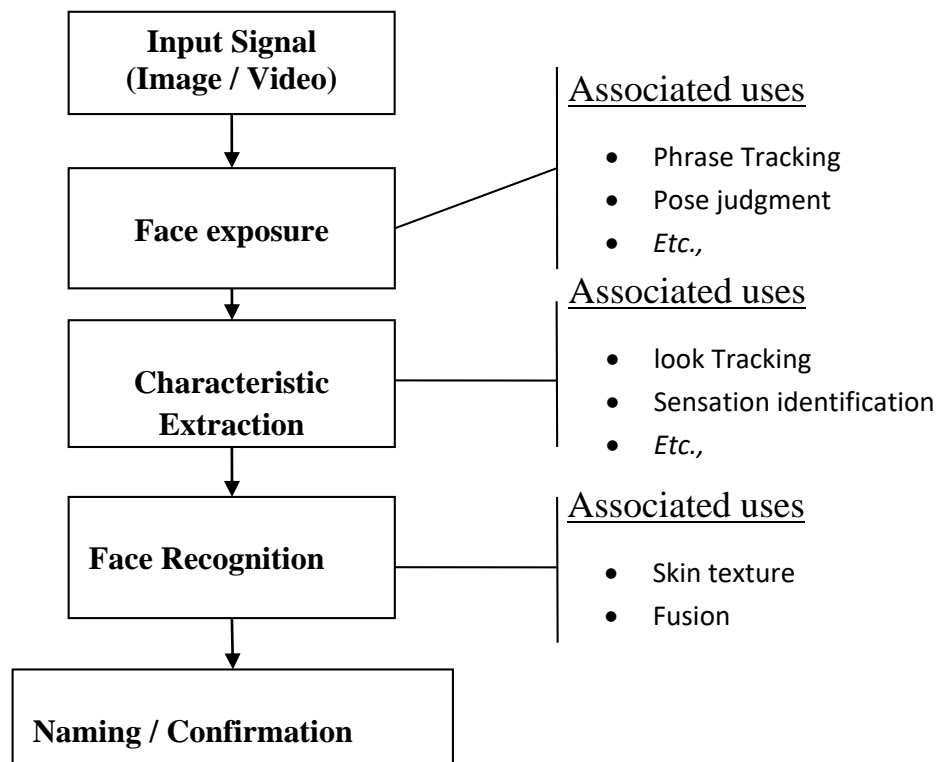 Input Signal
(Image / Video)
Associated uses
• Phrase Tracking
• Pose judgment
• Etc.,
Face exposure
Associated uses
• look Tracking
• Sensation identification
• Etc.,
Characteristic
Extraction
Associated uses
• Skin texture
• Fusion
Face Recognition
Naming / Confirmation